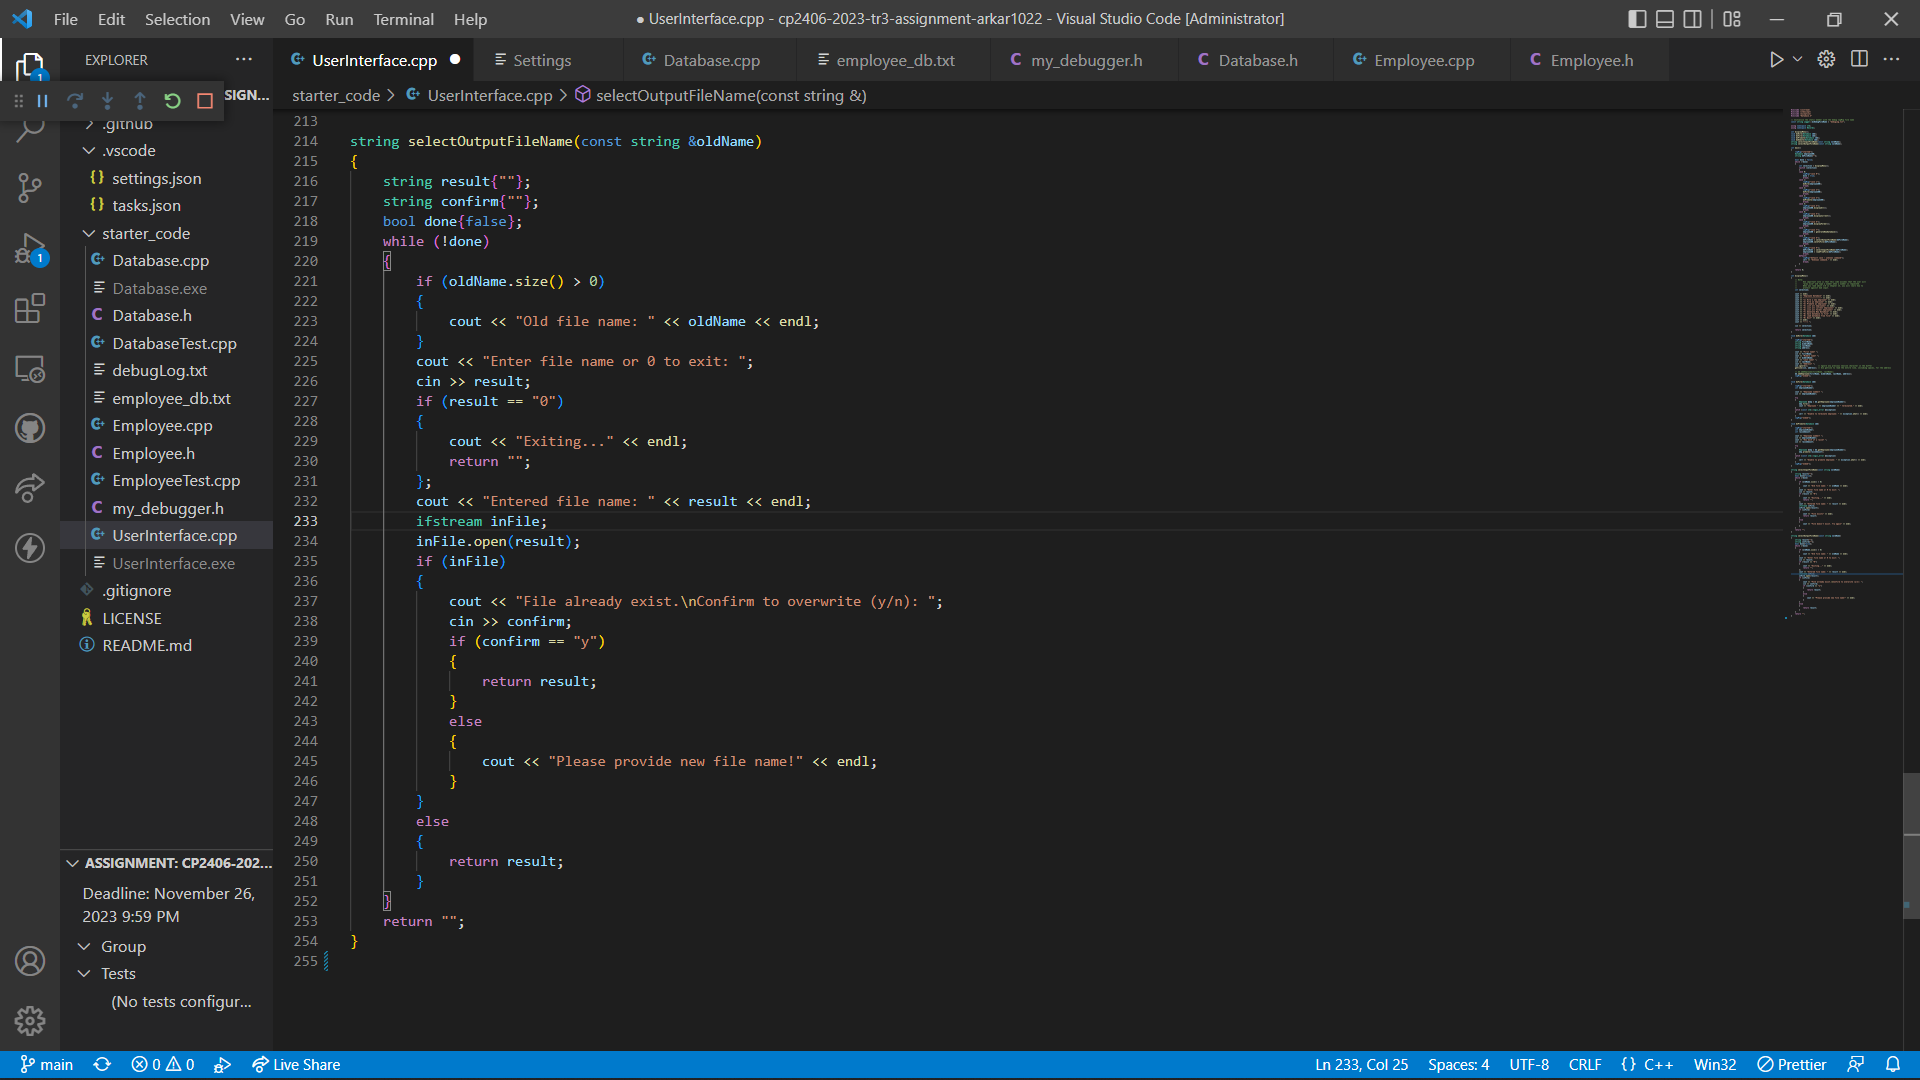 File Edit Selection View Go Run Terminal Help
● UserInterface.cpp - cp2406-2023-tr3-assignment-arkar1022 - Visual Studio Code [Administrator]
EXPLORER ...
UserInterface.cpp
Settings
Database.cpp
employee_db.txt
my_debugger.h
Database.h
Employee.cpp
Employee.h
SIGN...
starter_code > UserInterface.cpp > selectOutputFileName(const string &)
.github
.vscode
settings.json
tasks.json
starter_code
Database.cpp
Database.exe
Database.h
DatabaseTest.cpp
debugLog.txt
employee_db.txt
Employee.cpp
Employee.h
EmployeeTest.cpp
my_debugger.h
UserInterface.cpp
UserInterface.exe
.gitignore
LICENSE
README.md
ASSIGNMENT: CP2406-202...
Deadline: November 26,
2023 9:59 PM
Group
Tests
(No tests configur...
1
1
213
214 string selectOutputFileName(const string &oldName)
215 {
216 string result{""};
217 string confirm{""};
218 bool done{false};
219 while (!done)
220 {
221 if (oldName.size() > 0)
222 {
223 cout << "Old file name: " << oldName << endl;
224 }
225 cout << "Enter file name or 0 to exit: ";
226 cin >> result;
227 if (result == "0")
228 {
229 cout << "Exiting..." << endl;
230 return "";
231 };
232 cout << "Entered file name: " << result << endl;
233 ifstream inFile;
234 inFile.open(result);
235 if (inFile)
236 {
237 cout << "File already exist.\nConfirm to overwrite (y/n): ";
238 cin >> confirm;
239 if (confirm == "y")
240 {
241 return result;
242 }
243 else
244 {
245 cout << "Please provide new file name!" << endl;
246 }
247 }
248 else
249 {
250 return result;
251 }
252 }
253 return "";
254 }
255
main 0 0 Live Share
Ln 233, Col 25 Spaces: 4 UTF-8 CRLF {} C++ Win32 Prettier